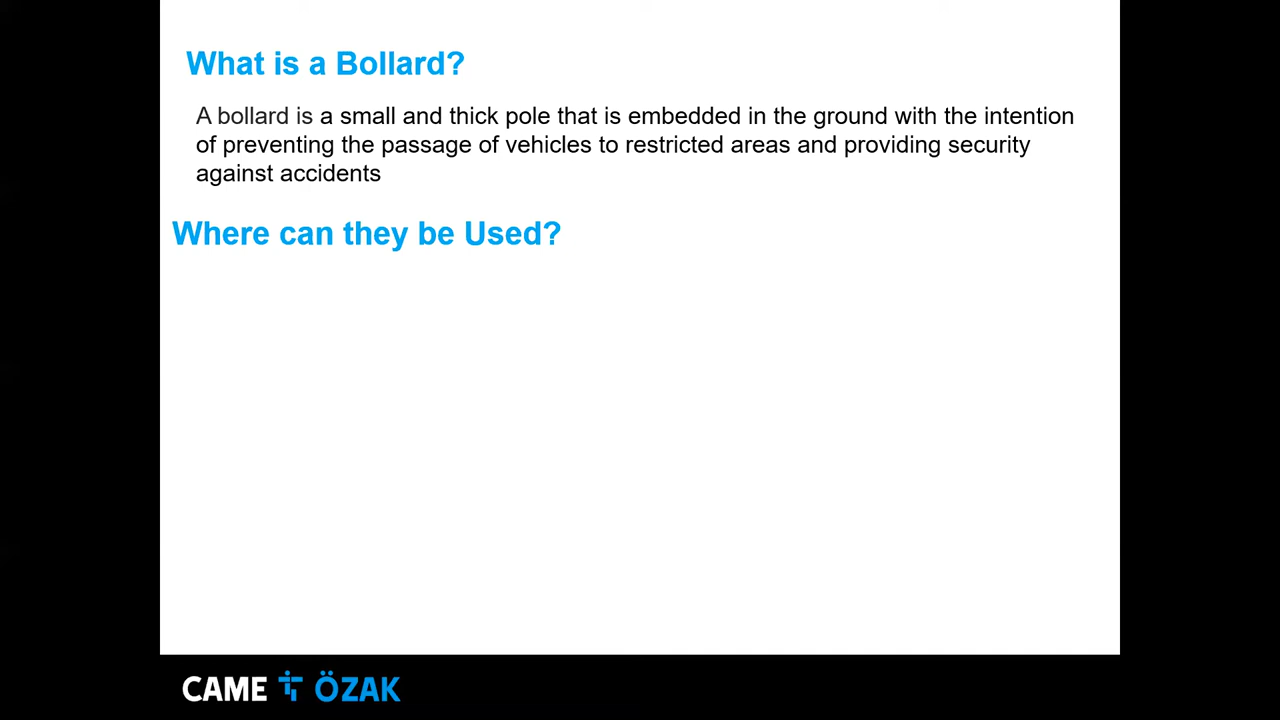 What is a Bollard?
A bollard is a small and thick pole that is embedded in the ground with the intention
of preventing the passage of vehicles to restricted areas and providing security
against accidents
Where can they be Used?
CAME ÖZAK